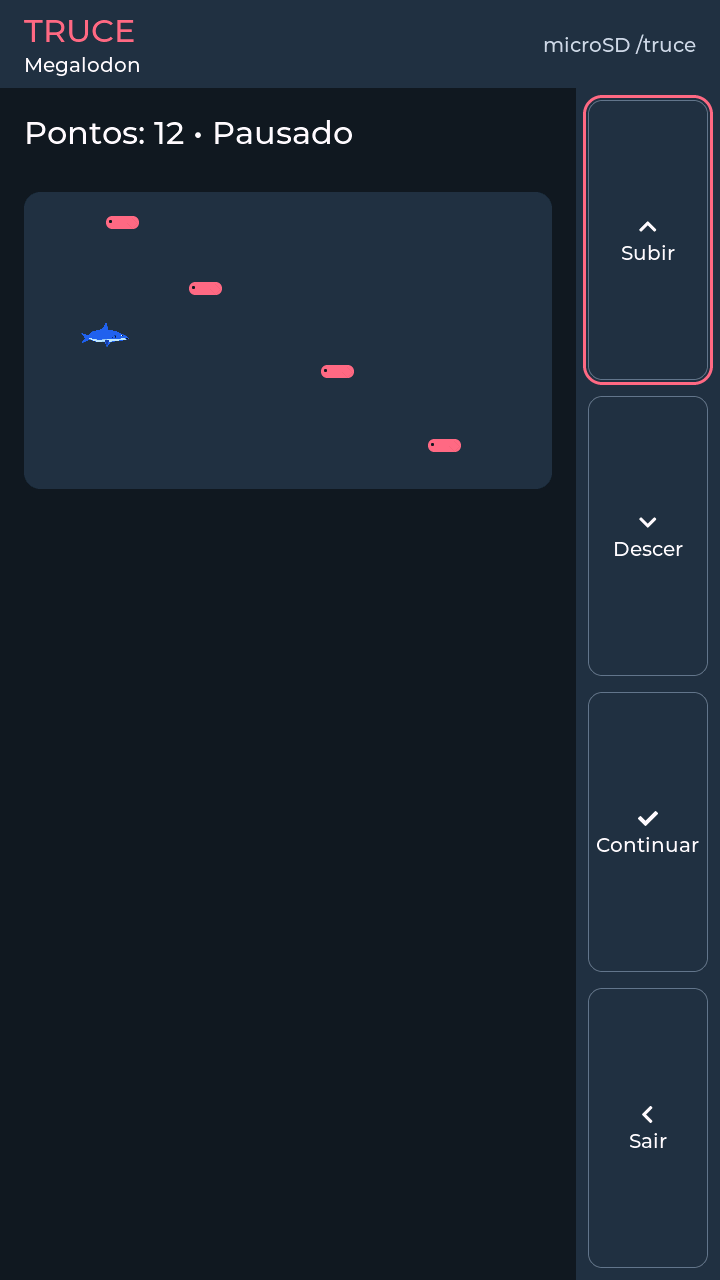 TRUCE
Megalodon
microSD /truce
Pontos: 12 • Pausado
Subir
Descer
Continuar
Sair